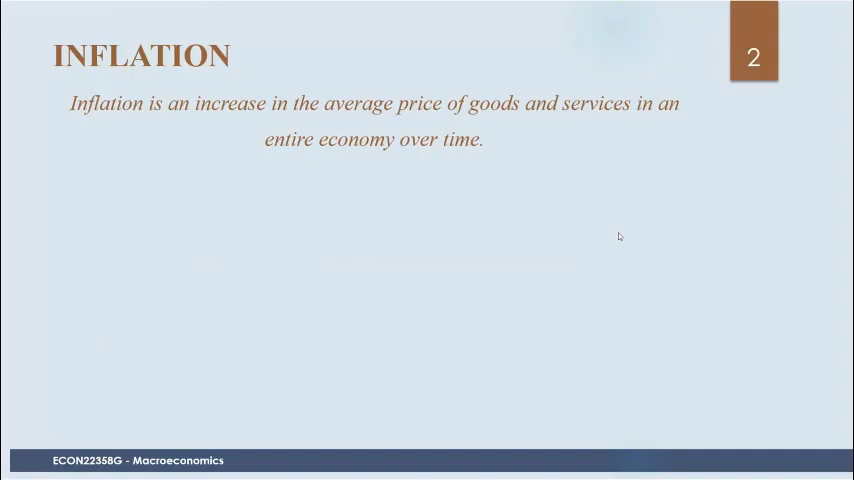 INFLATION
2
Inflation is an increase in the average price of goods and services in an
entire economy over time.
ECON22358G - Macroeconomics